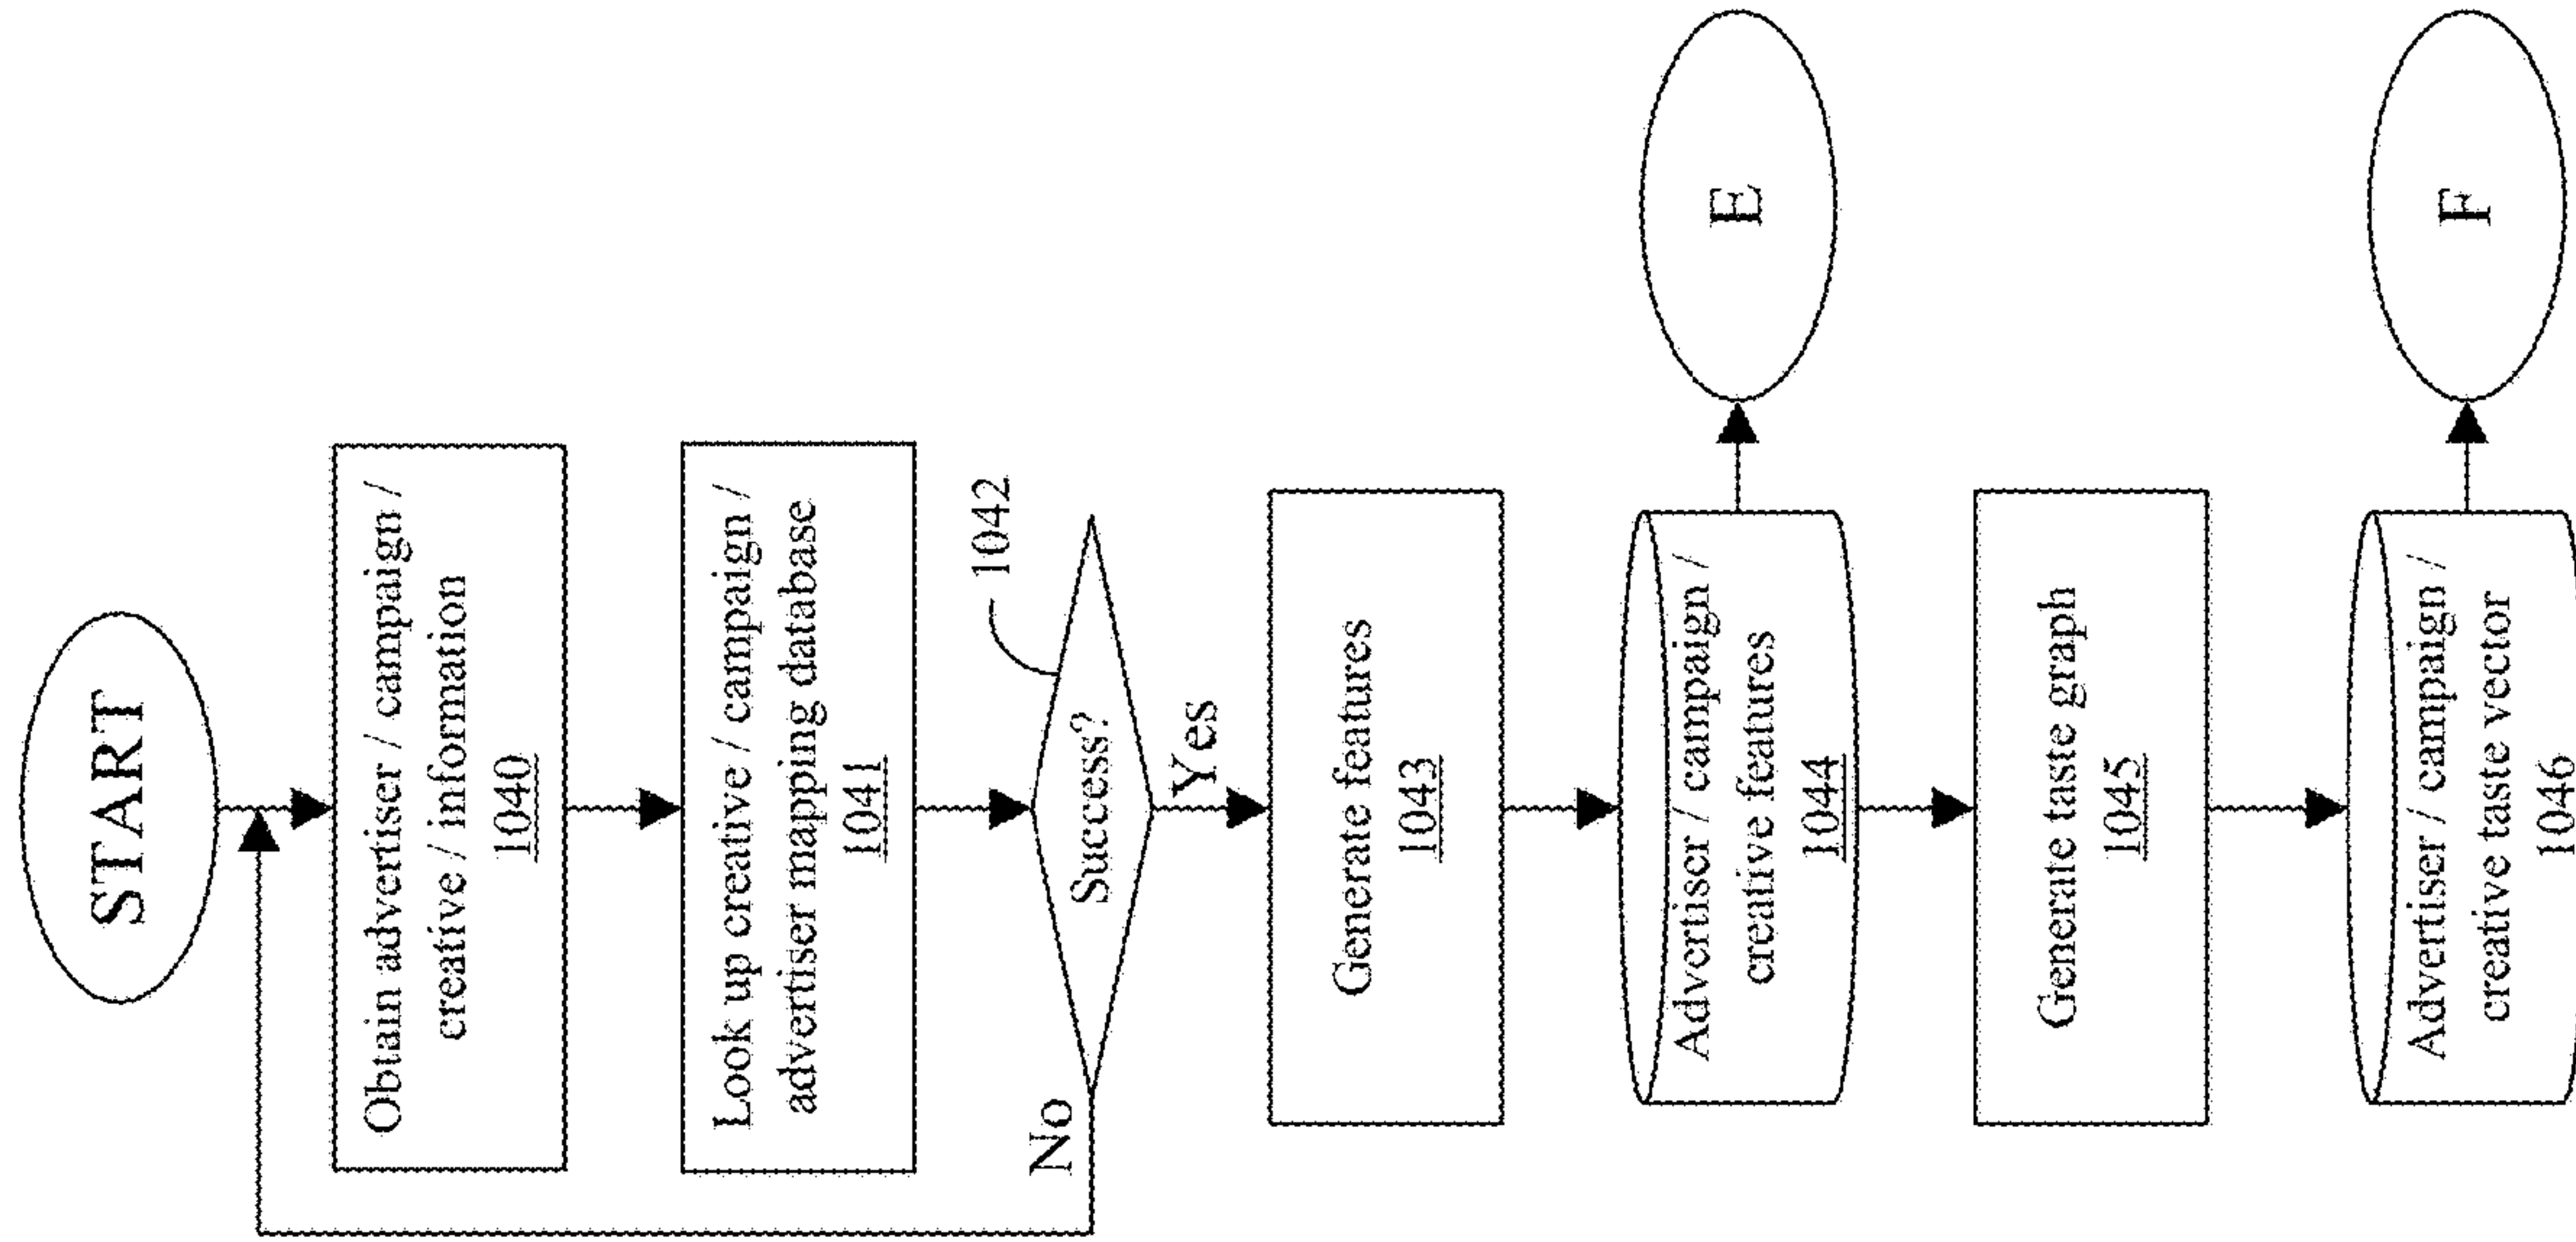 START
Obtain advertiser / campaign /
creative / information
1040
Look up creative / campaign /
advertiser mapping database
1041
1042
Success?
No
Yes
Generate features
1043
Advertiser / campaign /
creative features
1044
E
Generate taste graph
1045
Advertiser / campaign /
creative taste vector
1046
F